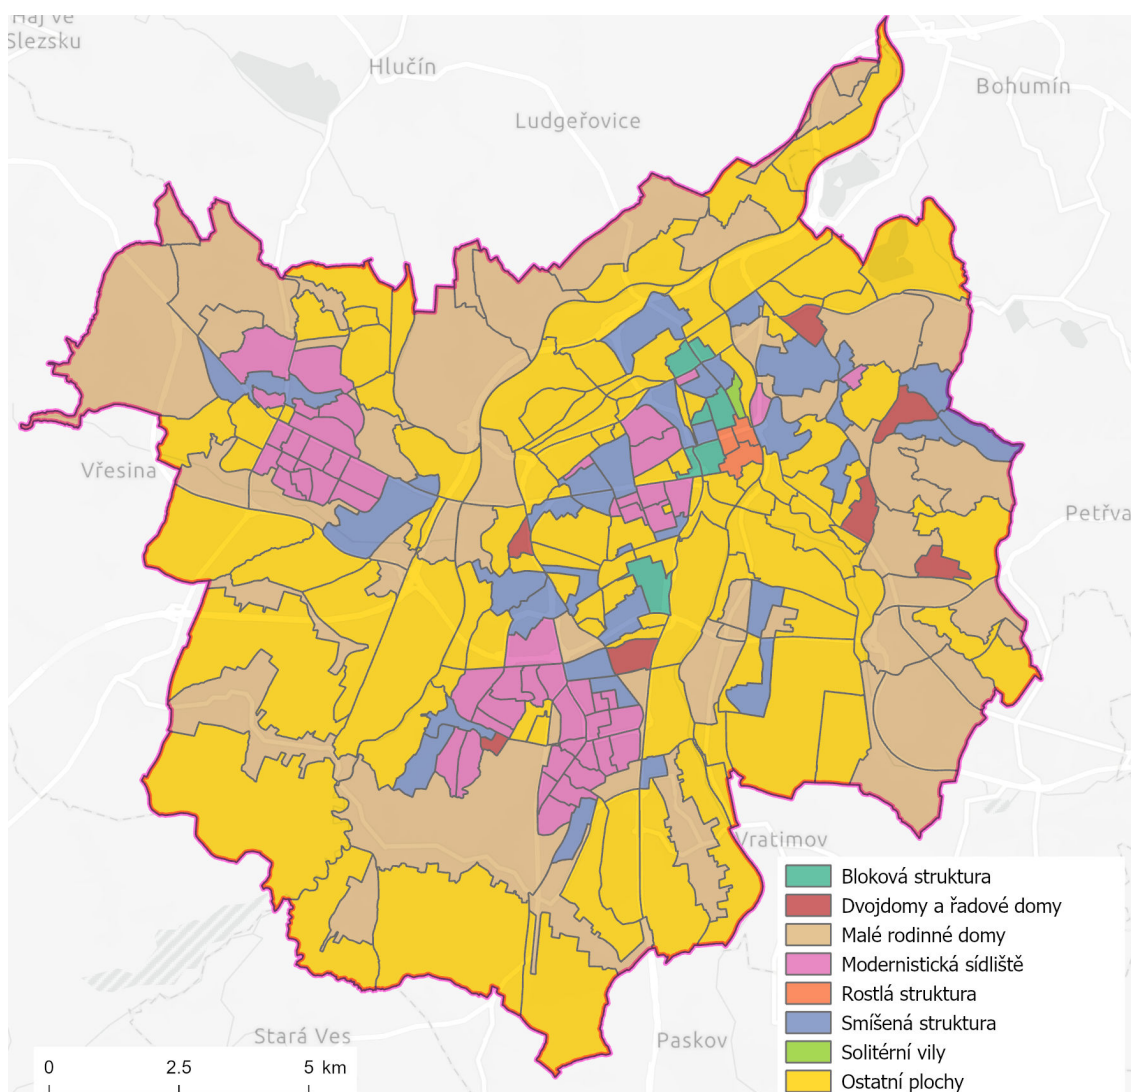 Háj ve
Slezsku
Hlučín
Bohumín
Ludgeřovice
Vřesina
Petřva
Vratimov
Stará Ves
Paskov
Bloková struktura
Dvojdomy a řadové domy
Malé rodinné domy
Modernistická sídliště
Rostlá struktura
Smíšená struktura
Solitérní vily
Ostatní plochy
0 2.5 5 km